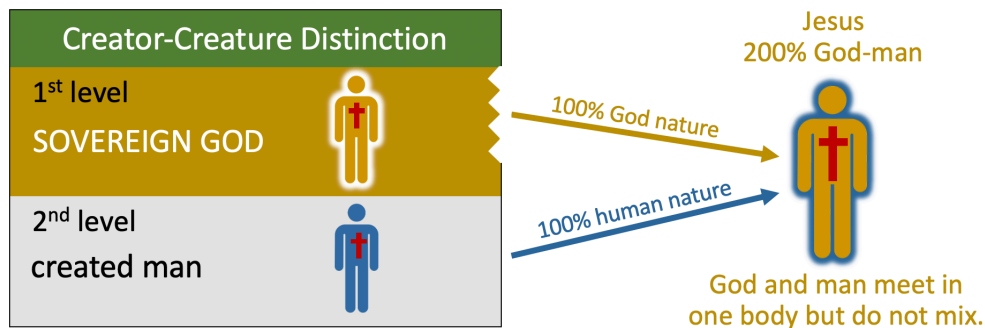 Creator-Creature Distinction
1st level
SOVEREIGN GOD
2nd level
created man
100% God nature
100% human nature
Jesus
200% God-man
God and man meet in
one body but do not mix.